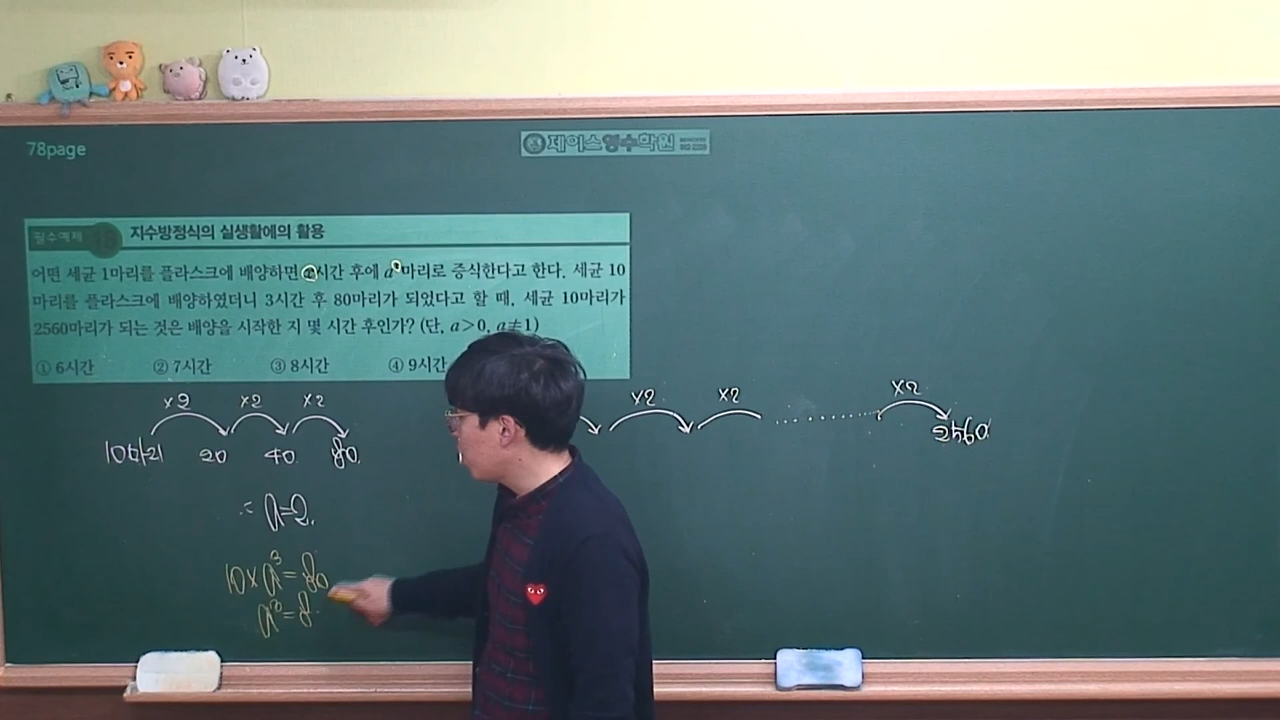 78page
제이스영수학원
필수예제 18 지수방정식의 실생활에의 활용
어떤 세균 1마리를 플라스크에 배양하면 시간 후에 a 마리로 증식한다고 한다. 세균 10
마리를 플라스크에 배양하였더니 3시간 후 80마리가 되었다고 할 때, 세균 10마리가
2560마리가 되는 것은 배양을 시작한 지 몇 시간 후인가? (단, a>0, a≠1)
① 6시간 ② 7시간 ③ 8시간 ④ 9시간
×2 ×2 ×2 ×2 ×2 ×2
10마리 20 40 80. 2560.
∴ a=2.
10×a³=80
a³=8.